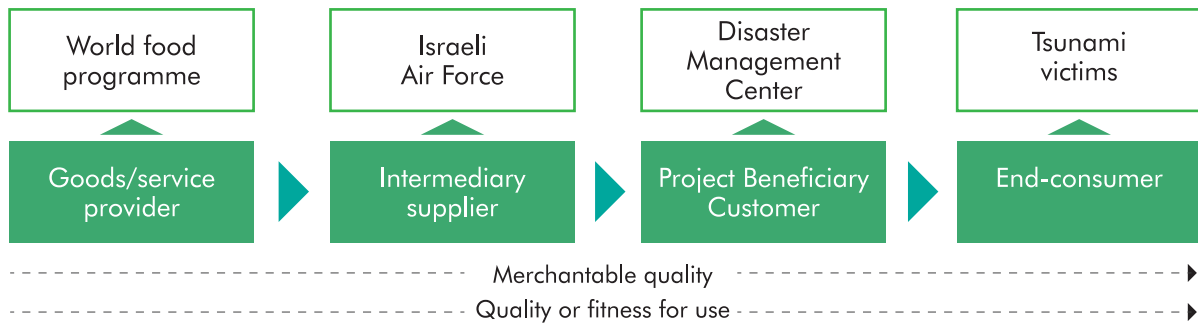 World food
programme
Israeli
Air Force
Disaster
Management
Center
Tsunami
victims
Goods/service
provider
Intermediary
supplier
Project Beneficiary
Customer
End-consumer
Merchantable quality
Quality or fitness for use